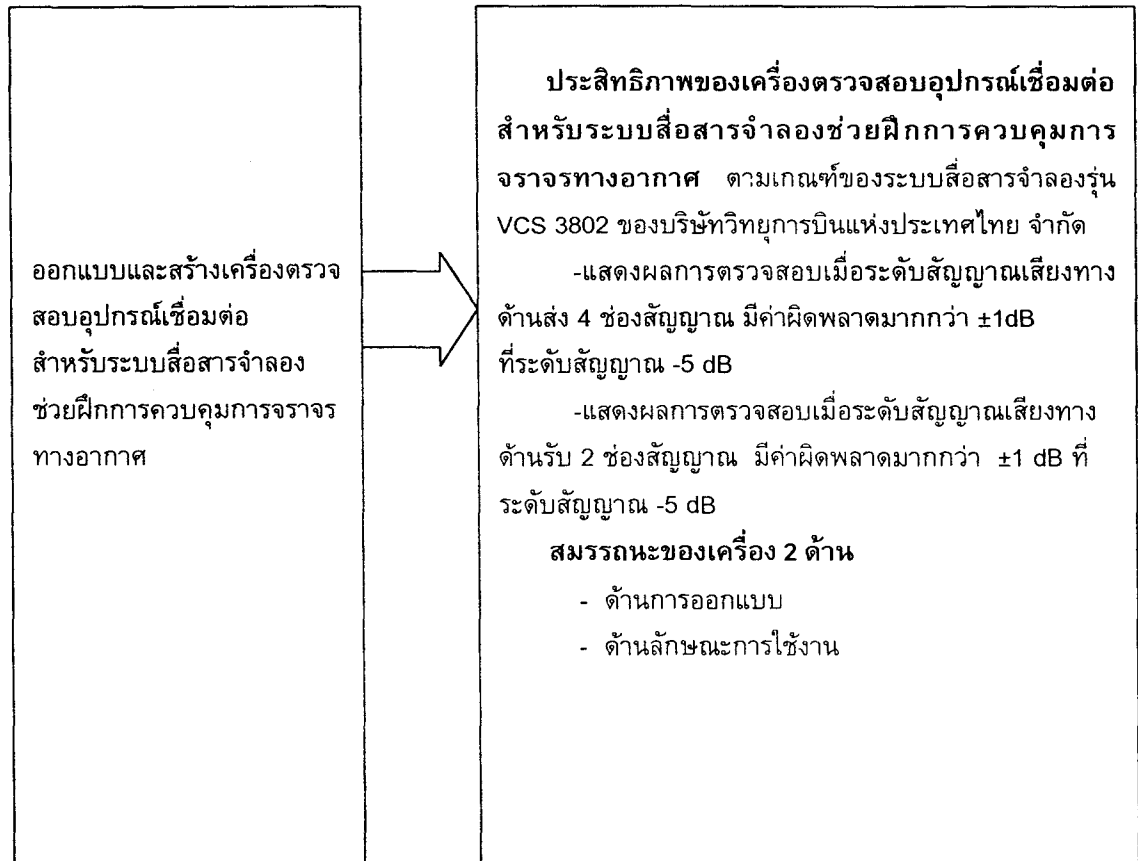 ออกแบบและสร้างเครื่องตรวจ
สอบอุปกรณ์เชื่อมต่อ
สำหรับระบบสื่อสารจำลอง
ช่วยฝึกการควบคุมการจราจร
ทางอากาศ
ประสิทธิภาพของเครื่องตรวจสอบอุปกรณ์เชื่อมต่อ
สำหรับระบบสื่อสารจำลองช่วยฝึกการควบคุมการ
จราจรทางอากาศ ตามเกณฑ์ของระบบสื่อสารจำลองรุ่น
VCS 3802 ของบริษัทวิทยุการบินแห่งประเทศไทย จำกัด
-แสดงผลการตรวจสอบเมื่อระดับสัญญาณเสียงทาง
ด้านส่ง 4 ช่องสัญญาณ มีค่าผิดพลาดมากกว่า ±1dB
ที่ระดับสัญญาณ -5 dB
-แสดงผลการตรวจสอบเมื่อระดับสัญญาณเสียงทาง
ด้านรับ 2 ช่องสัญญาณ มีค่าผิดพลาดมากกว่า ±1 dB ที่
ระดับสัญญาณ -5 dB
สมรรถนะของเครื่อง 2 ด้าน
- ด้านการออกแบบ
- ด้านลักษณะการใช้งาน